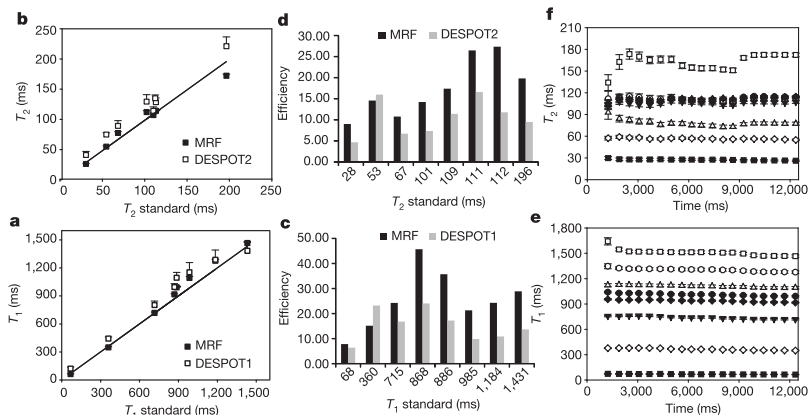 b
250
200
150
100
50
0
T2 (ms)
MRF
DESPOT2
0 50 100 150 200 250
T2 standard (ms)
d
MRF DESPOT2
30.00
25.00
20.00
15.00
10.00
5.00
0.00
Efficiency
28 53 67 101 109 111 112 196
T2 standard (ms)
f
210
180
150
120
90
60
30
0
T2 (ms)
0 3,000 6,000 9,000 12,000
Time (ms)
a
1,500
1,200
900
600
300
0
T1 (ms)
MRF
DESPOT1
0 300 600 900 1,200 1,500
T1 standard (ms)
c
MRF DESPOT1
50.00
40.00
30.00
20.00
10.00
0.00
Efficiency
68 360 715 868 886 985 1,184 1,431
T1 standard (ms)
e
1,800
1,500
1,200
900
600
300
0
T1 (ms)
0 3,000 6,000 9,000 12,000
Time (ms)